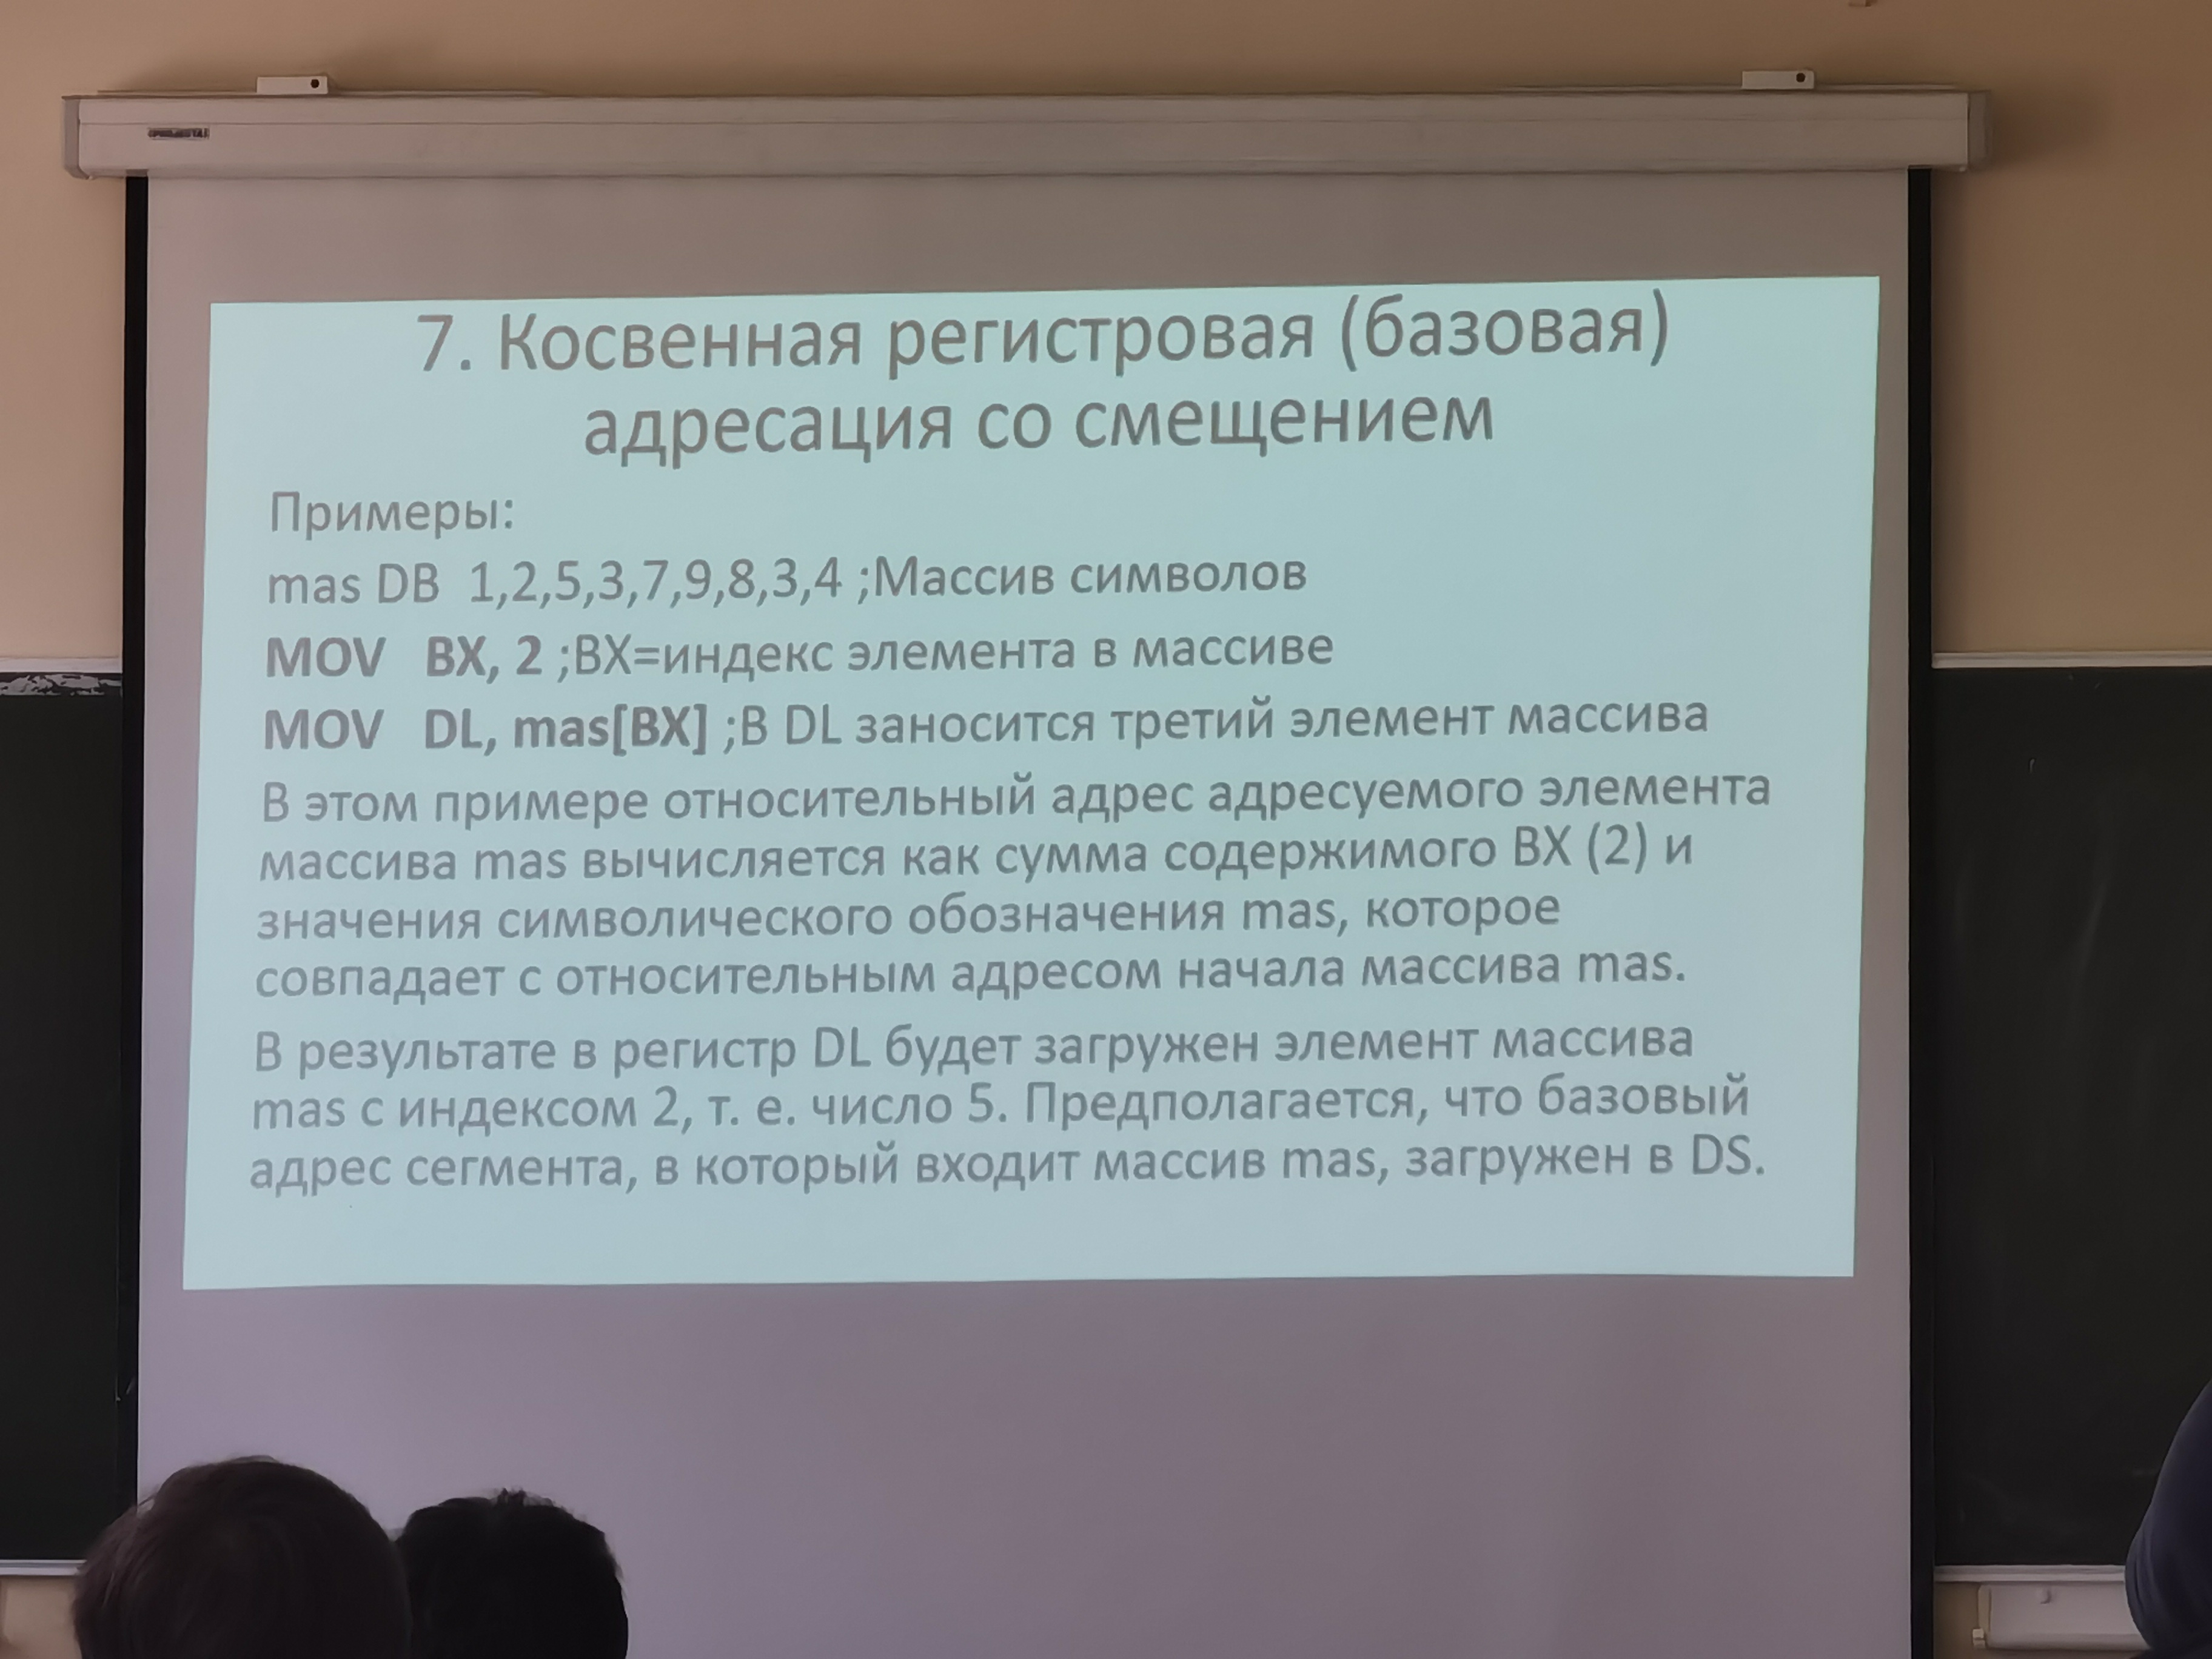 7. Косвенная регистровая (базовая)
адресация со смещением
Примеры:
mas DB 1,2,5,3,7,9,8,3,4 ;Массив символов
MOV BX, 2 ;BX=индекс элемента в массиве
MOV DL, mas[BX] ;В DL заносится третий элемент массива
В этом примере относительный адрес адресуемого элемента
массива mas вычисляется как сумма содержимого BX (2) и
значения символического обозначения mas, которое
совпадает с относительным адресом начала массива mas.
В результате в регистр DL будет загружен элемент массива
mas с индексом 2, т. е. число 5. Предполагается, что базовый
адрес сегмента, в который входит массив mas, загружен в DS.